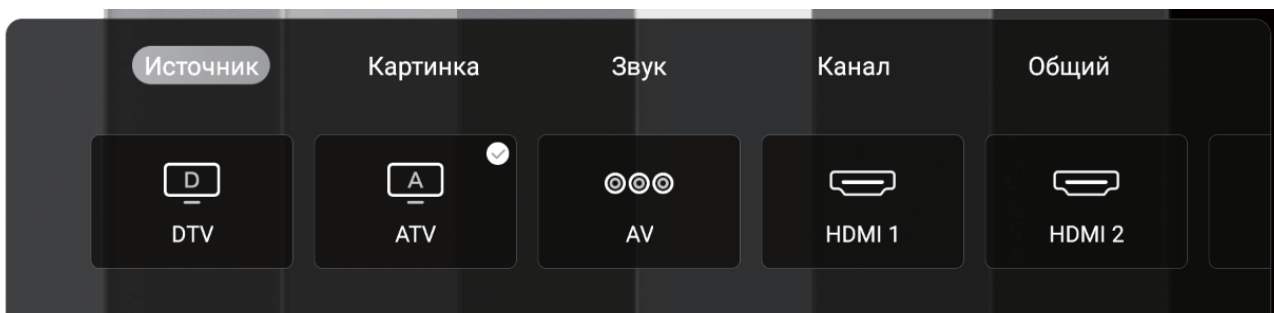 Источник Картинка Звук Канал Общий
D A
DTV ATV AV HDMI 1 HDMI 2